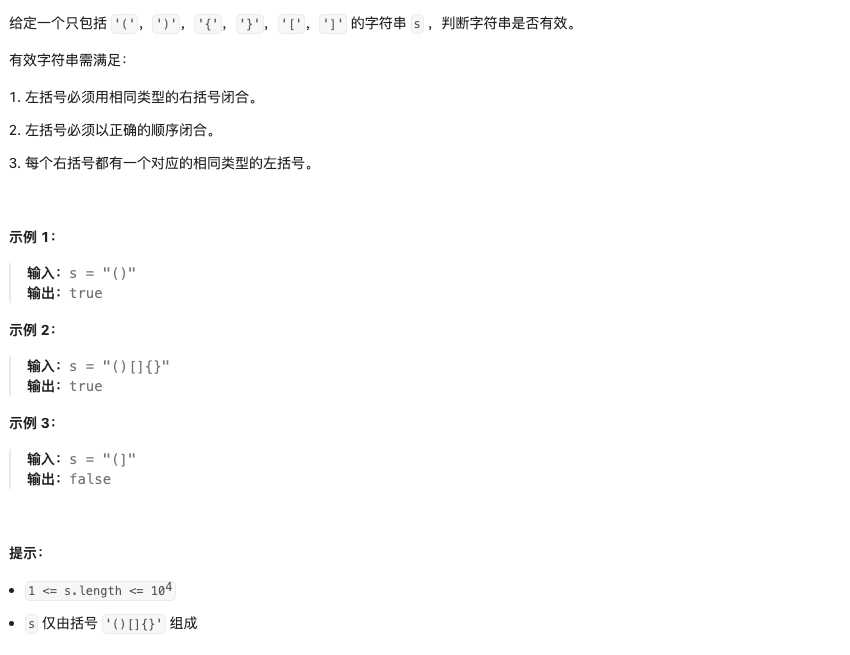 给定一个只包括 '('，')'，'{'，'}'，'['，']' 的字符串 s ，判断字符串是否有效。
有效字符串需满足：
1. 左括号必须用相同类型的右括号闭合。
2. 左括号必须以正确的顺序闭合。
3. 每个右括号都有一个对应的相同类型的左括号。
示例 1：
输入：s = "()"
输出：true
示例 2：
输入：s = "()[]{}"
输出：true
示例 3：
输入：s = "(]"
输出：false
提示：
• 1 <= s.length <= 10⁴
• s 仅由括号 '()[]{}' 组成